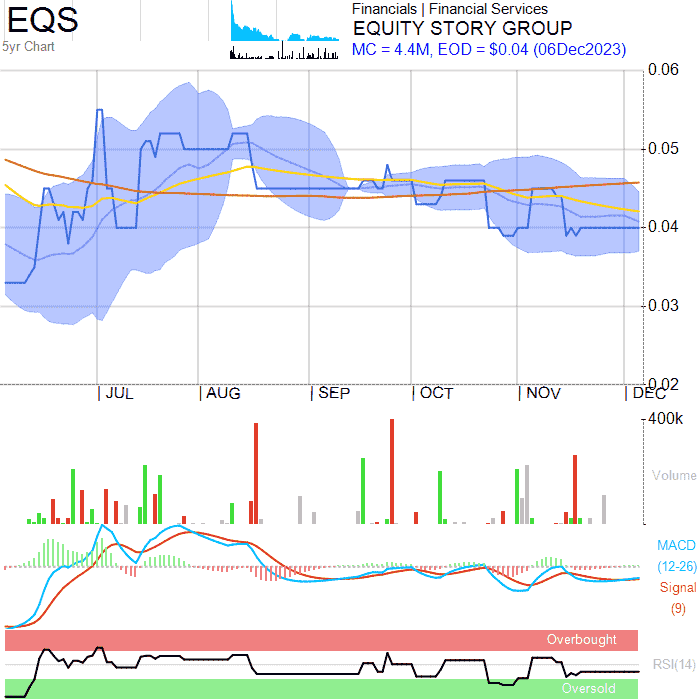 EQS
5yr Chart
Financials | Financial Services
EQUITY STORY GROUP
MC = 4.4M, EOD = $0.04 (06Dec2023)
0.06
0.05
0.04
0.03
0.02
JUL
AUG
SEP
OCT
NOV
DEC
400k
Volume
MACD
(12-26)
Signal
(9)
Overbought
RSI(14)
Oversold